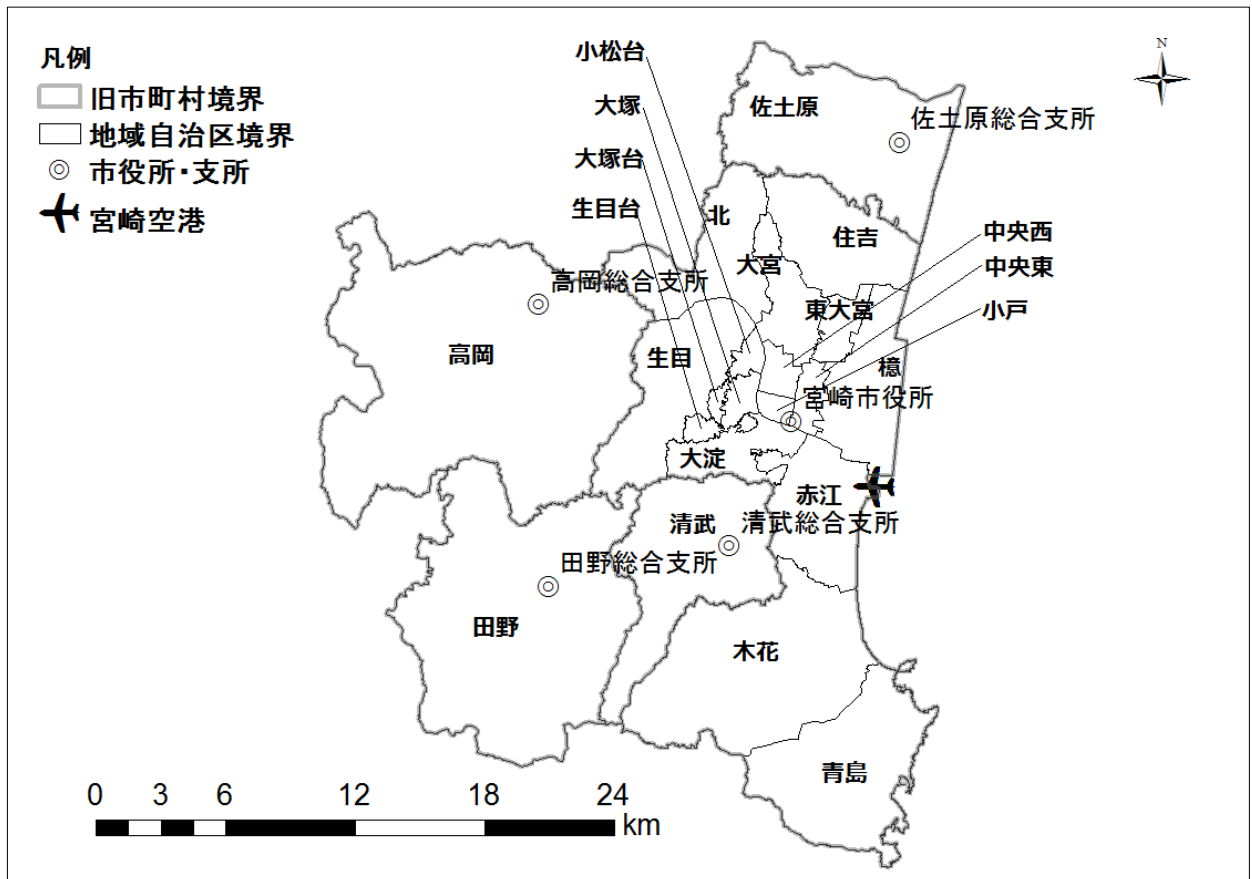 凡例
旧市町村境界
地域自治区境界
市役所・支所
宮崎空港
N
小松台
大塚
大塚台
生目台
佐土原
佐土原総合支所
北
住吉
中央西
大宮
中央東
高岡総合支所
東大宮
小戸
高岡
生目
檍
宮崎市役所
大淀
赤江
清武
清武総合支所
田野総合支所
田野
木花
青島
0 3 6 12 18 24
km